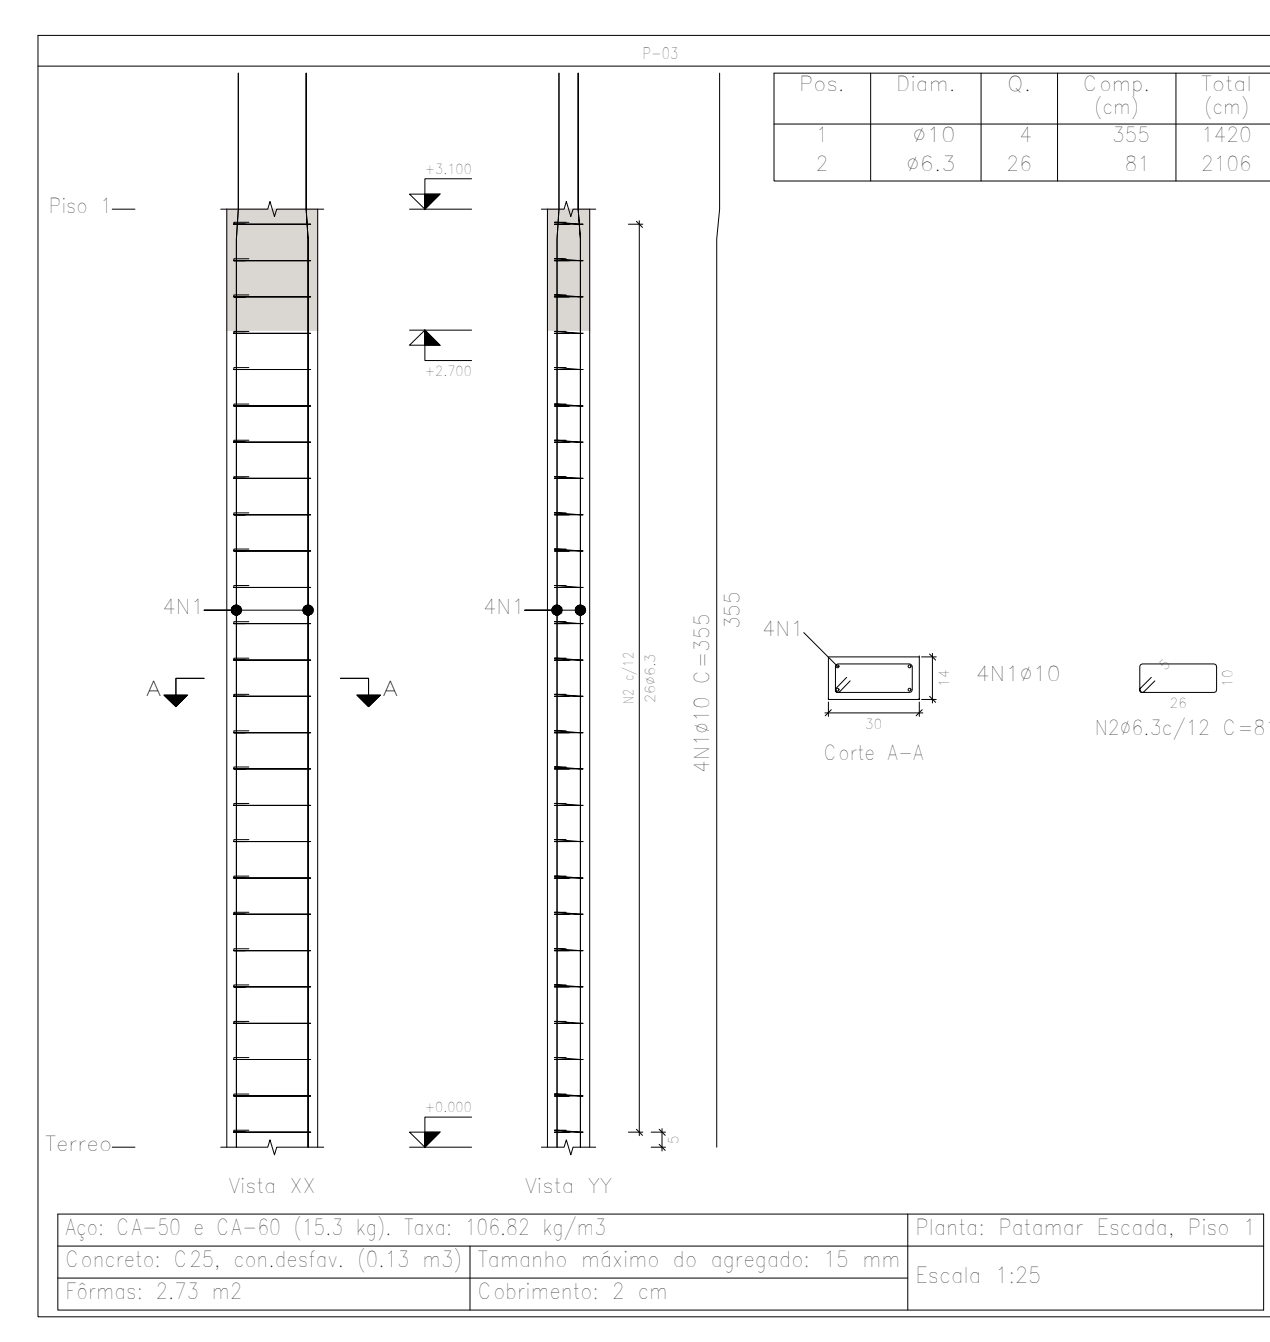 P-03
Pos. Diam. Q. Comp. (cm) Total (cm)
1 ø10 4 355 1420
2 ø6.3 26 81 2106
+3.100
Piso 1
+2.700
4N1
4N1
N2 c/12
26ø6.3
4N1ø10 C=355
355
4N1
14
30
Corte A-A
4N1ø10
5
10
26
N2ø6.3c/12 C=81
A
A
+0.000
5
Terreo
Vista XX
Vista YY
Aço: CA-50 e CA-60 (15.3 kg). Taxa: 106.82 kg/m3
Planta: Patamar Escada, Piso 1
Concreto: C25, con.desfav. (0.13 m3)
Tamanho máximo do agregado: 15 mm
Escala 1:25
Fôrmas: 2.73 m2
Cobrimento: 2 cm